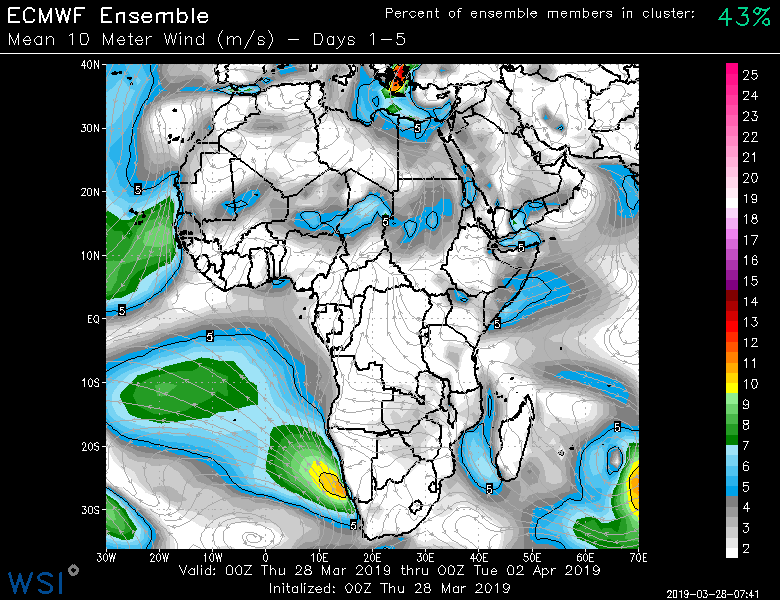 ECMWF Ensemble
Percent of ensemble members in cluster: 43%
Mean 10 Meter Wind (m/s) – Days 1–5
40N
30N
20N
10N
EQ
10S
20S
30S
30W 20W 10W 0 10E 20E 30E 40E 50E 60E 70E
5
5
5
5
5
5
5
5
5
5
25
24
23
22
21
20
19
18
17
16
15
14
13
12
11
10
9
8
7
6
5
4
3
2
Valid: 00Z Thu 28 Mar 2019 thru 00Z Tue 02 Apr 2019
Initalized: 00Z Thu 28 Mar 2019
WSI
2019-03-28-07:41